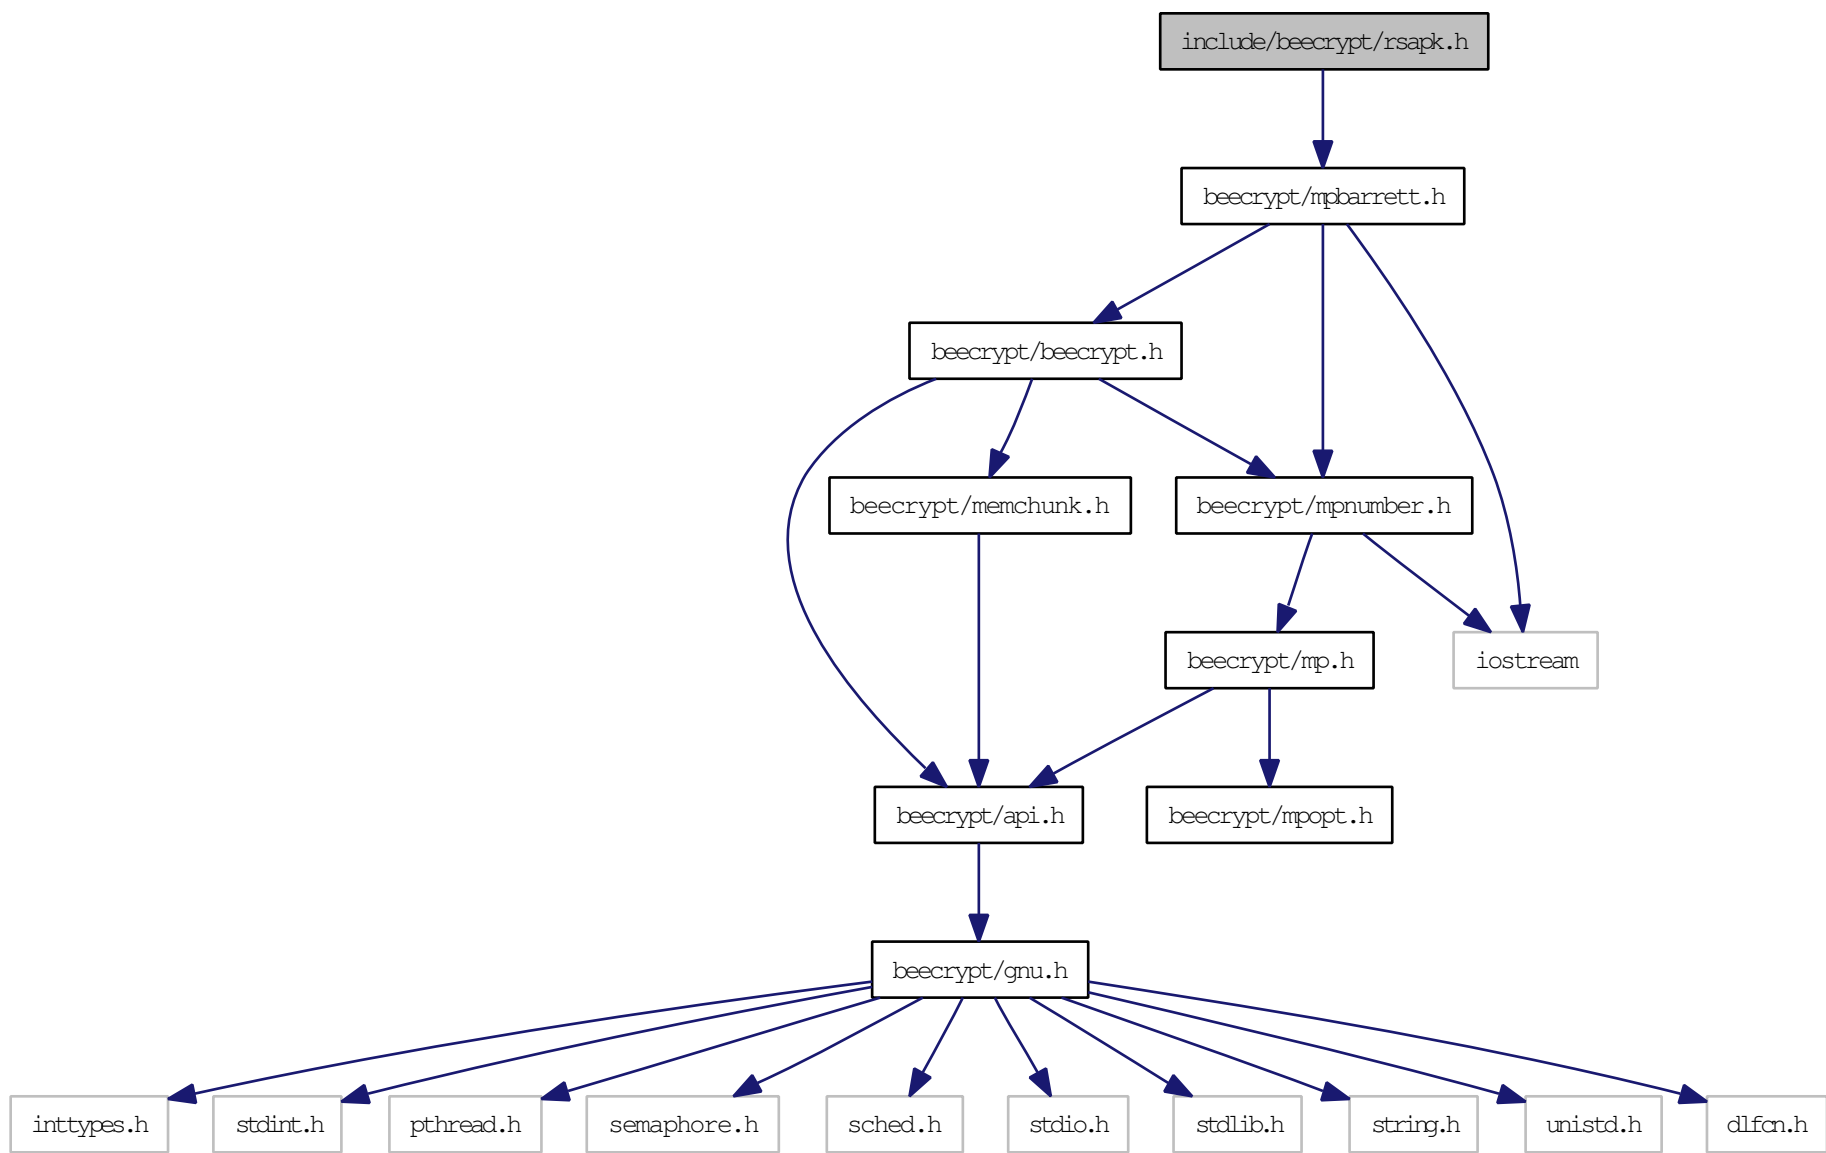 include/beecrypt/rsapk.h
beecrypt/mpbarrett.h
beecrypt/beecrypt.h
beecrypt/memchunk.h
beecrypt/mpnumber.h
beecrypt/mp.h
iostream
beecrypt/api.h
beecrypt/mpopt.h
beecrypt/gnu.h
inttypes.h
stdint.h
pthread.h
semaphore.h
sched.h
stdio.h
stdlib.h
string.h
unistd.h
dlfcn.h